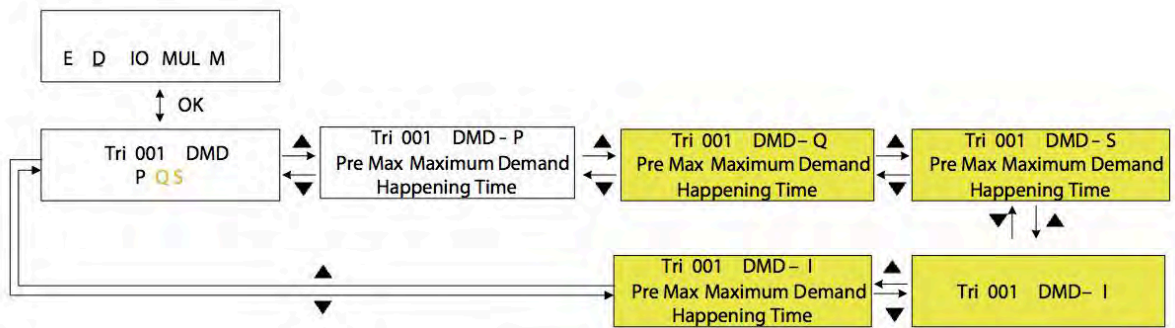 E D IO MUL M
OK
Tri 001 DMD
P Q S
Tri 001 DMD - P
Pre Max Maximum Demand
Happening Time
Tri 001 DMD - Q
Pre Max Maximum Demand
Happening Time
Tri 001 DMD - S
Pre Max Maximum Demand
Happening Time
Tri 001 DMD - I
Pre Max Maximum Demand
Happening Time
Tri 001 DMD - I